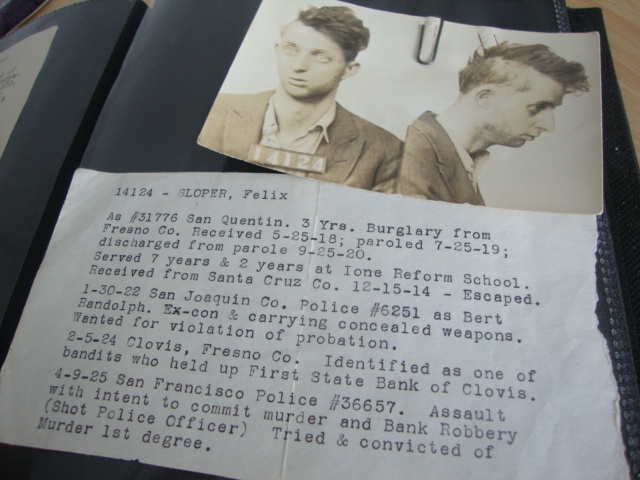 14124
14124 - SLOPER, Felix
As #31776 San Quentin. 3 Yrs. Burglary from
Fresno Co. Received 5-25-18; paroled 7-25-19;
discharged from parole 9-25-20.
Served 7 years & 2 years at Ione Reform School.
Received from Santa Cruz Co. 12-15-14 - Escaped.
1-30-22 San Joaquin Co. Police #6251 as Bert
Randolph. Ex-con & carrying concealed weapons.
Wanted for violation of probation.
2-5-24 Clovis, Fresno Co. Identified as one of
bandits who held up First State Bank of Clovis.
4-9-25 San Francisco Police #36657. Assault
with intent to commit murder and Bank Robbery
(Shot Police Officer) Tried & convicted of
Murder 1st degree.